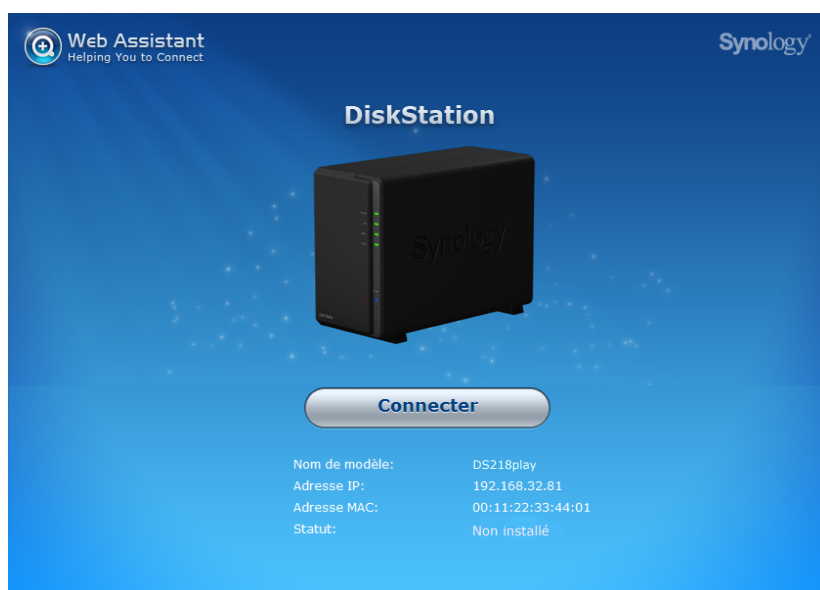 Web Assistant
Helping You to Connect
Synology
DiskStation
Synology
Connecter
Nom de modèle: DS218play
Adresse IP: 192.168.32.81
Adresse MAC: 00:11:22:33:44:01
Statut: Non installé